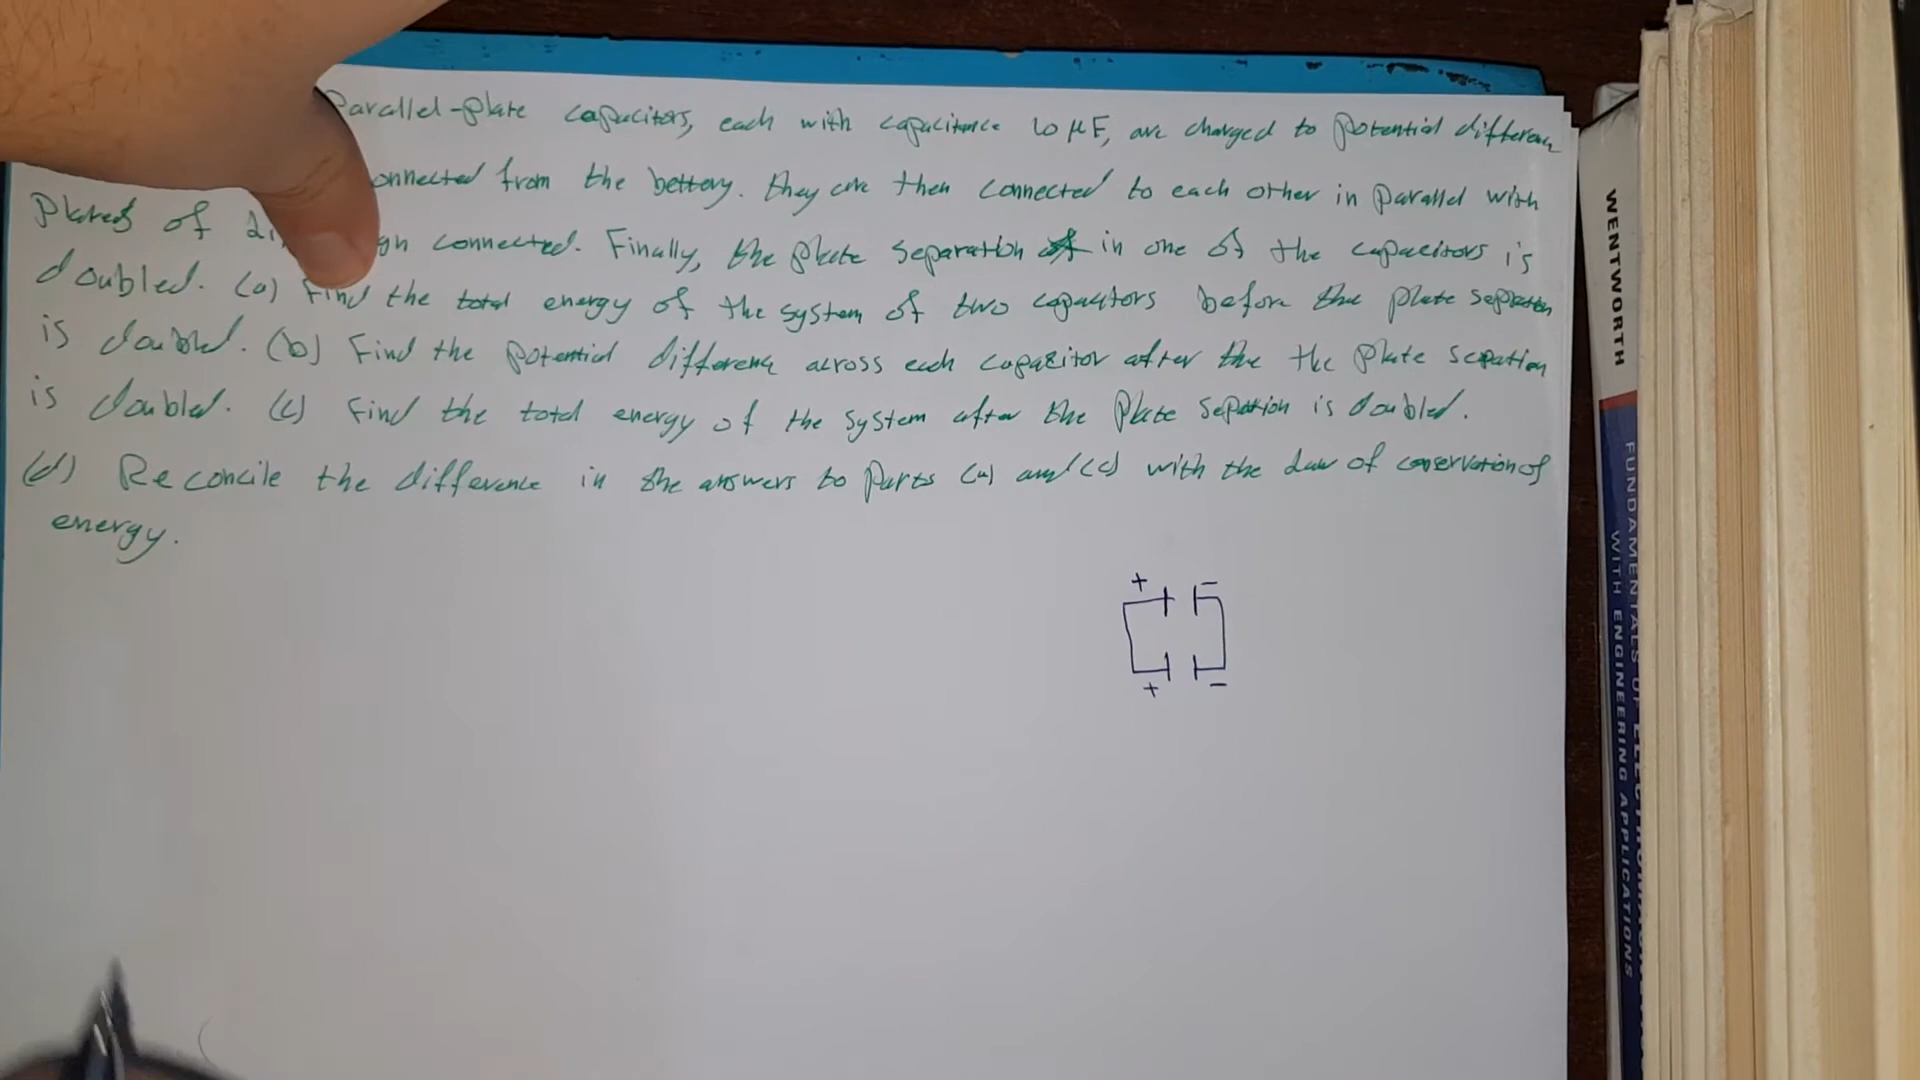 Parallel-plate capacitors, each with capacitance 10 μF, are charged to potential difference
onnected from the bettery. they are then connected to each other in parallel with
plates of connected. Finally, the plate separation in one of the capacitors is
doubled. (a) Find the total energy of the system of two capacitors before the plate
is doubled. (b) Find the potential difference across each capacitor after the the plate
is doubled. (c) Find the total energy of the system after the plate is doubled.
(d) Reconcile the difference in the answers to parts (a) and (c) with the law of conservation of
energy.
+ −
+ −
WENTWORTH
FUNDAMENTALS OF ELECTROMAG
WITH ENGINEERING APPLICATIONS